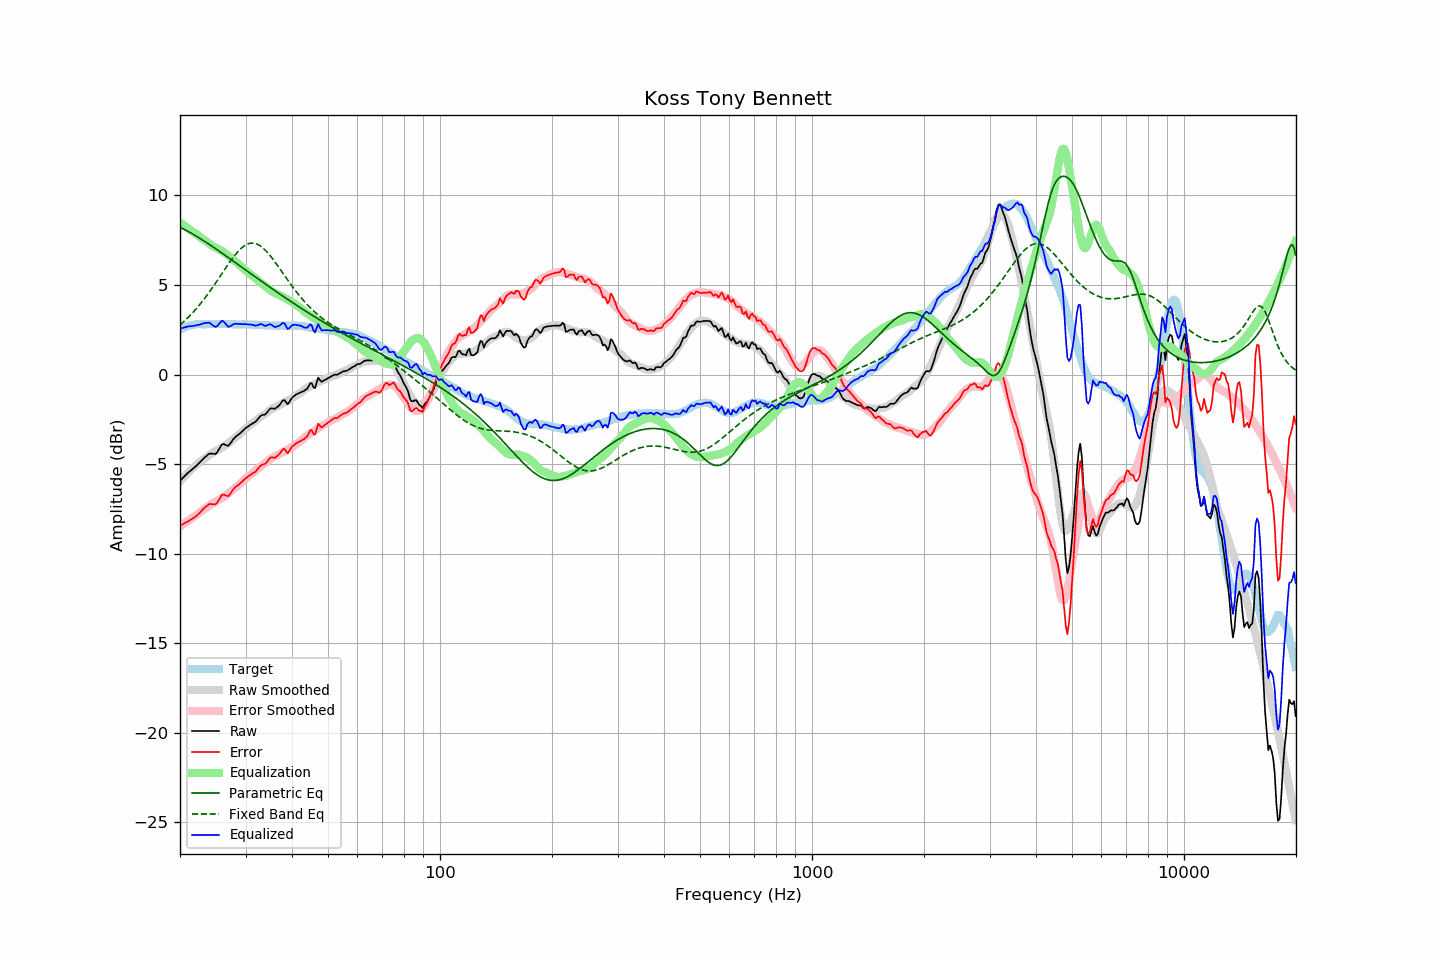 Koss Tony Bennett
10
5
0
−5
−10
−15
−20
−25
Amplitude (dBr)
Target
Raw Smoothed
Error Smoothed
Raw
Error
Equalization
Parametric Eq
Fixed Band Eq
Equalized
100
1000
10000
Frequency (Hz)